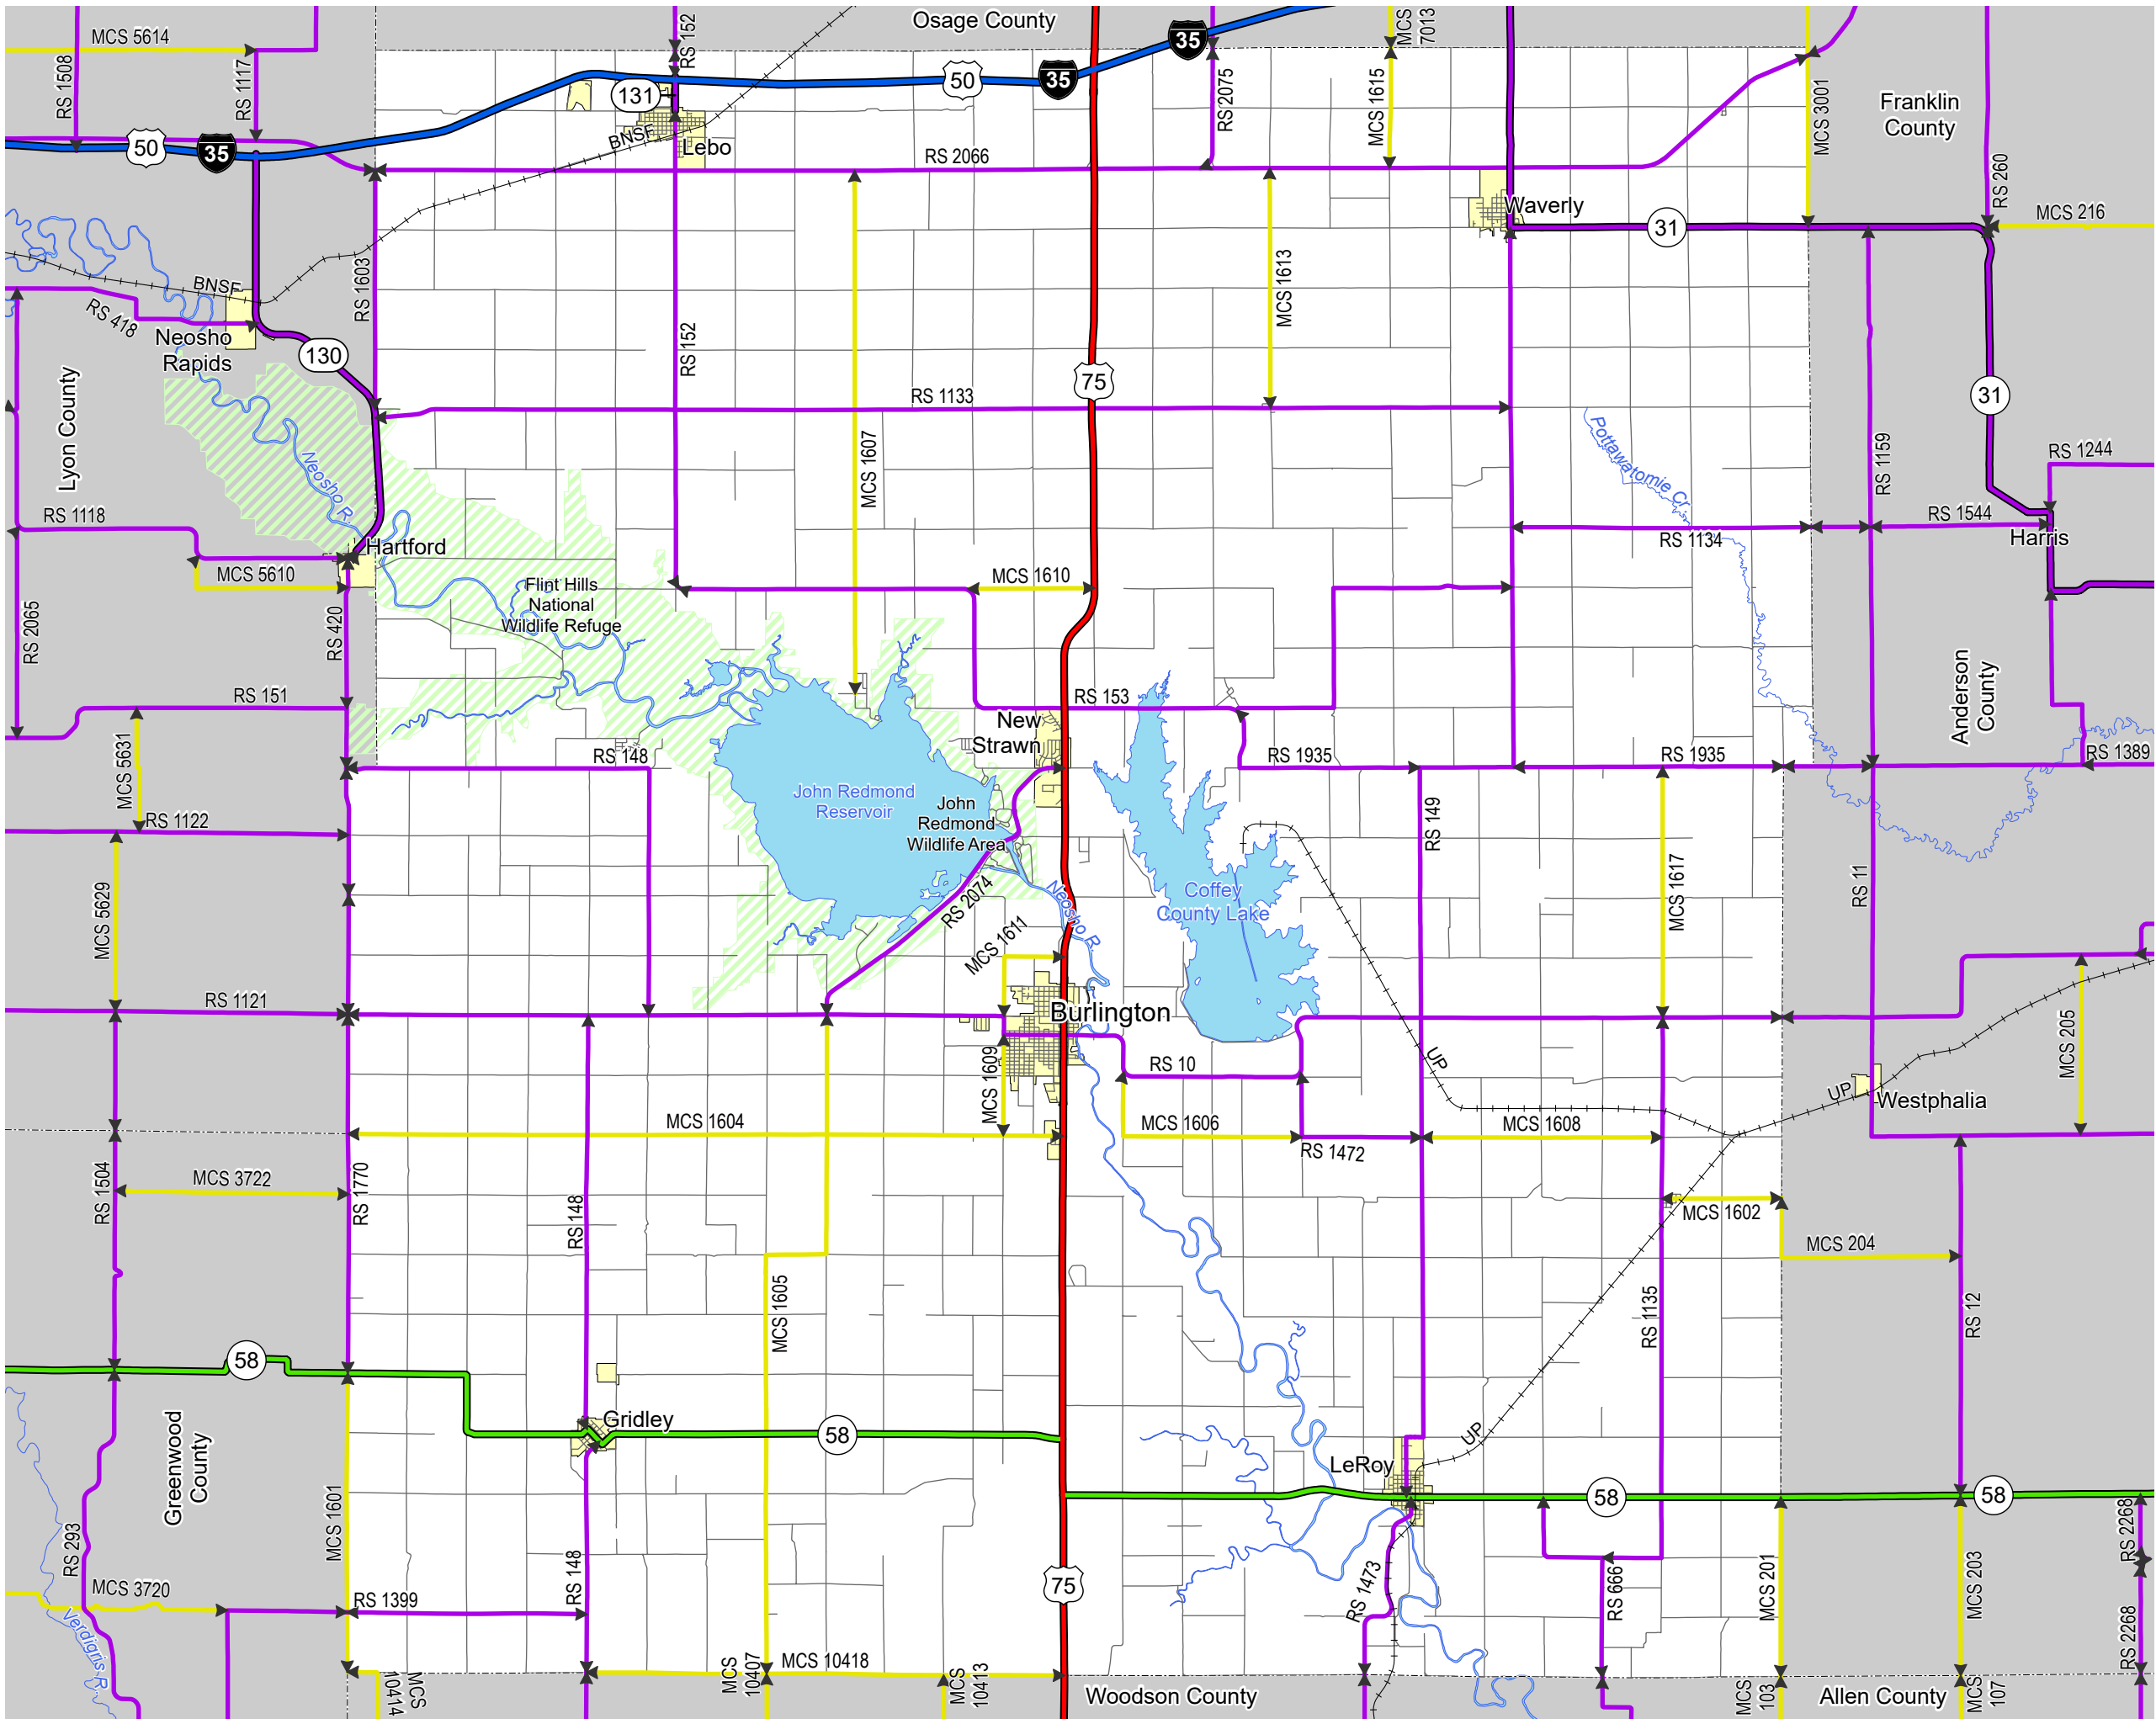 Osage County
MCS 5614
RS 1508
RS 1117
RS 152
MCS
7013
35
50
35
131
RS 2075
MCS 1615
MCS 3001
Franklin
County
50
35
BNSF
Lebo
RS 2066
RS 260
Waverly
31
MCS 216
BNSF
RS 418
RS 1603
MCS 1613
Neosho
Rapids
130
RS 152
75
31
RS 1133
Lyon County
MCS 1607
Pottawatomie Cr.
RS 1159
RS 1244
Neosho R.
RS 1118
RS 1544
Hartford
RS 1134
Harris
MCS 5610
Flint Hills
National
Wildlife Refuge
MCS 1610
RS 2065
RS 420
Anderson
County
RS 151
RS 153
New
Strawn
MCS 5631
RS 148
RS 1935
RS 1935
RS 1389
John Redmond
Reservoir
John
Redmond
Wildlife Area
RS 1122
RS 149
MCS 5629
RS 2074
Neosho R.
Coffey
County Lake
MCS 1617
RS 11
MCS 1611
RS 1121
Burlington
MCS 1609
RS 10
UP
MCS 205
UP
Westphalia
MCS 1604
MCS 1606
MCS 1608
RS 1472
RS 1504
MCS 3722
RS 1770
RS 148
MCS 1602
MCS 204
MCS 1605
RS 1135
RS 12
58
Gridley
58
Greenwood
County
UP
LeRoy
58
58
MCS 1601
RS 293
RS 148
75
RS 1473
RS 666
MCS 201
MCS 203
RS 2268
MCS 3720
RS 1399
Verdigris R.
RS 2268
MCS
10414
MCS
10407
MCS 10418
MCS
10413
Woodson County
MCS
103
Allen County
MCS
107